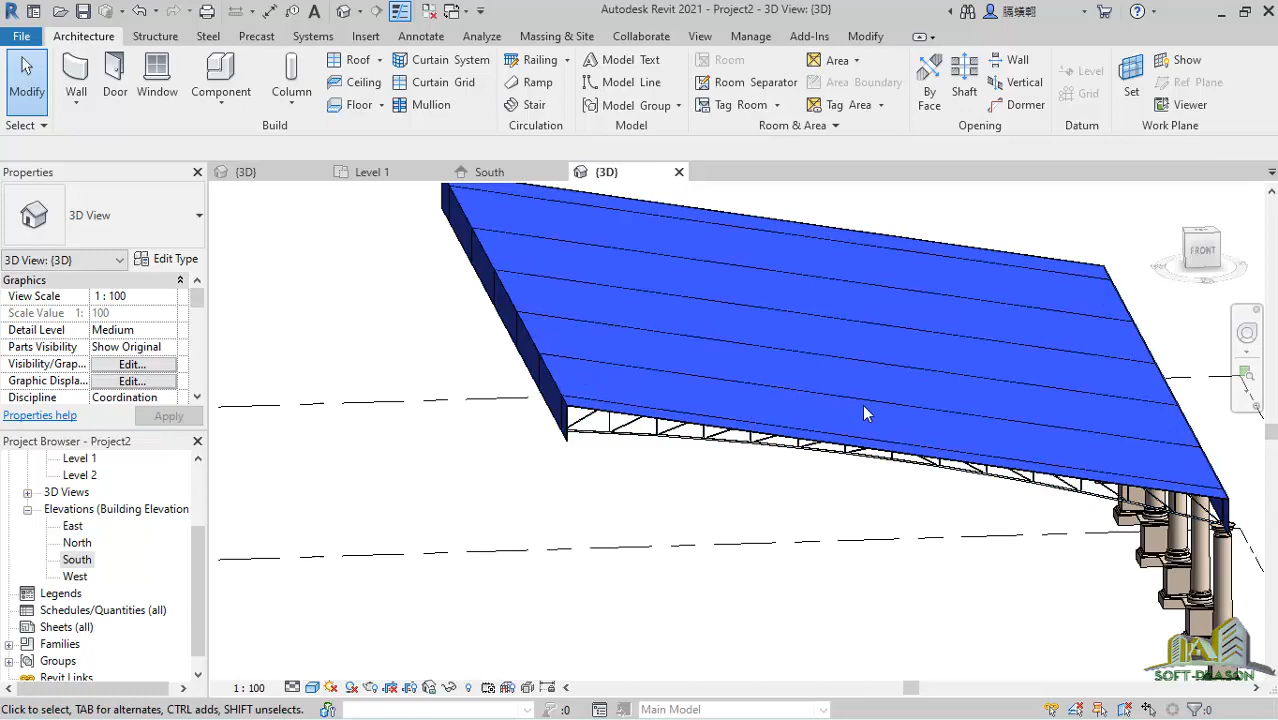 Autodesk Revit 2021 - Project2 - 3D View: {3D}
File
Architecture
Structure
Steel
Precast
Systems
Insert
Annotate
Analyze
Massing & Site
Collaborate
View
Manage
Add-Ins
Modify
Modify
Wall
Door
Window
Component
Column
Roof
Ceiling
Floor
Curtain System
Curtain Grid
Mullion
Railing
Ramp
Stair
Model Text
Model Line
Model Group
Room
Room Separator
Tag Room
Area
Area Boundary
Tag Area
By
Face
Shaft
Wall
Vertical
Dormer
Level
Grid
Set
Show
Ref Plane
Viewer
Select
Build
Circulation
Model
Room & Area
Opening
Datum
Work Plane
Properties
{3D}
Level 1
South
{3D}
3D View
3D View: {3D}
Edit Type
Graphics
View Scale
1 : 100
Scale Value 1:
100
Detail Level
Medium
Parts Visibility
Show Original
Visibility/Grap...
Edit...
Graphic Displa...
Edit...
Discipline
Coordination
Properties help
Apply
FRONT
Project Browser - Project2
Level 1
Level 2
3D Views
Elevations (Building Elevation
East
North
South
West
Legends
Schedules/Quantities (all)
Sheets (all)
Families
Groups
Revit Links
SOFT-REASON
1 : 100
Click to select, TAB for alternates, CTRL adds, SHIFT unselects.
:0
Main Model
:0